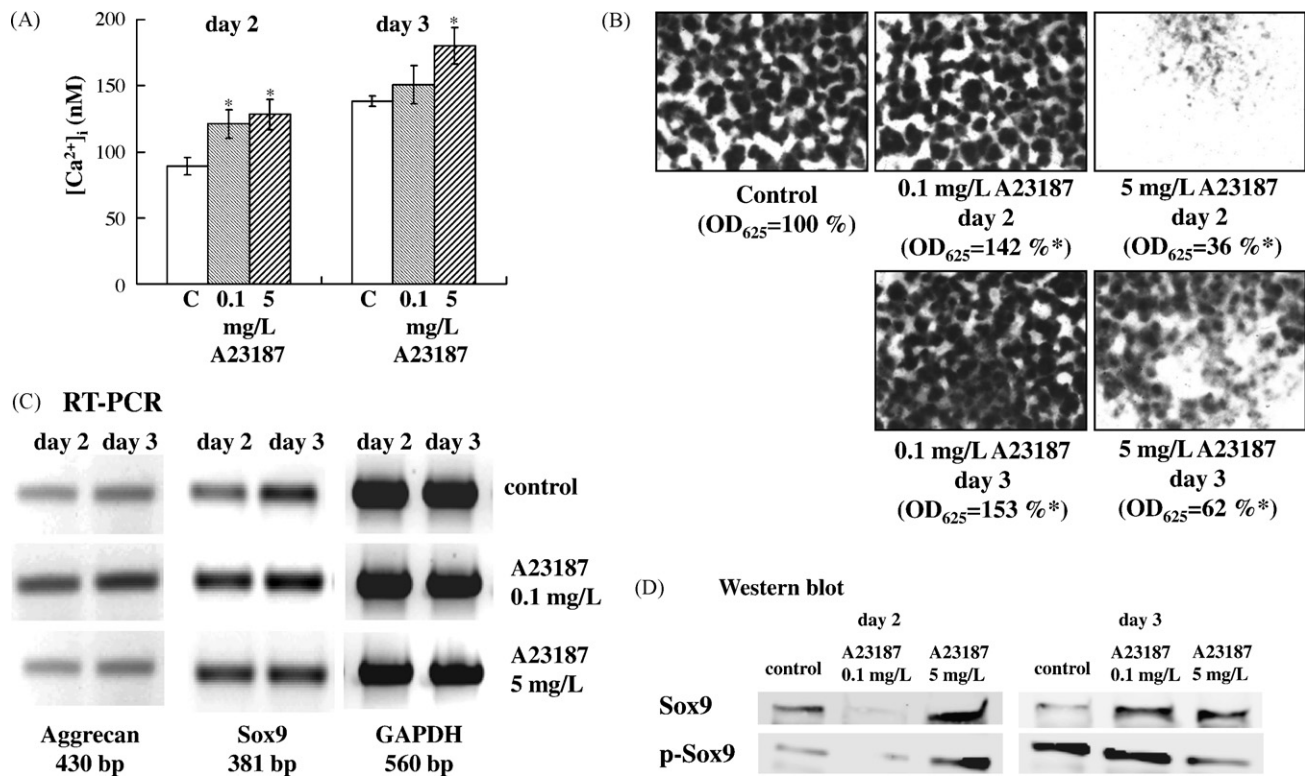 (A)
day 2
day 3
200
150
100
50
0
[Ca²⁺]ᵢ (nM)
*
*
*
C 0.1 5
mg/L
A23187
C 0.1 5
mg/L
A23187
(B)
Control
(OD₆₂₅=100 %)
0.1 mg/L A23187
day 2
(OD₆₂₅=142 %*)
5 mg/L A23187
day 2
(OD₆₂₅=36 %*)
0.1 mg/L A23187
day 3
(OD₆₂₅=153 %*)
5 mg/L A23187
day 3
(OD₆₂₅=62 %*)
(C) RT-PCR
day 2 day 3 day 2 day 3 day 2 day 3
control
A23187
0.1 mg/L
A23187
5 mg/L
Aggrecan
430 bp
Sox9
381 bp
GAPDH
560 bp
(D) Western blot
day 2
day 3
control
A23187
0.1 mg/L
A23187
5 mg/L
control
A23187
0.1 mg/L
A23187
5 mg/L
Sox9
p-Sox9